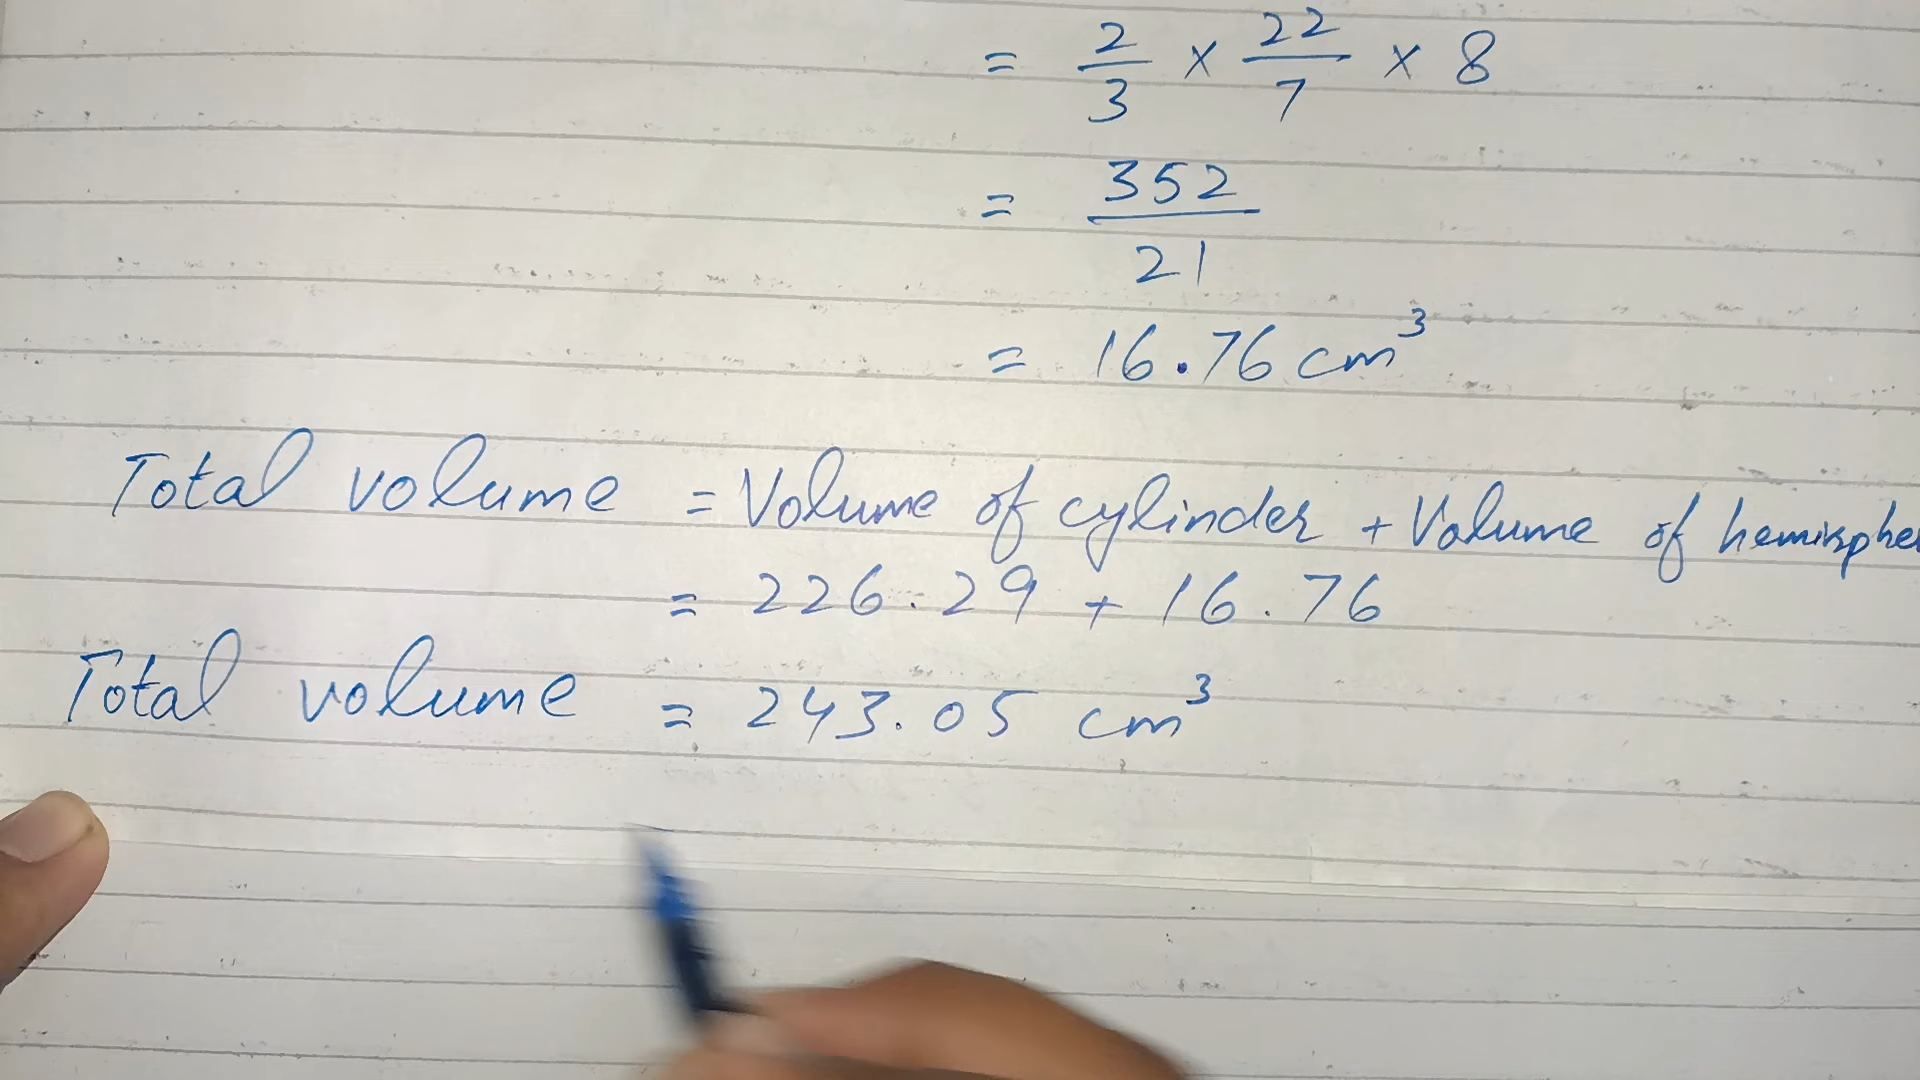 = 2/3 × 22/7 × 8
= 352/21
= 16.76 cm³
Total volume = Volume of cylinder + Volume of hemisphe
= 226.29 + 16.76
Total volume = 243.05 cm³